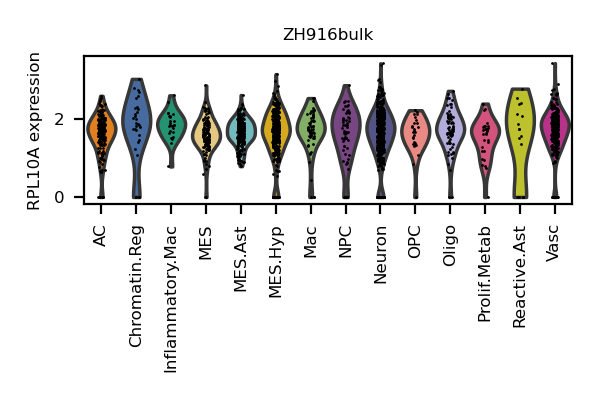 ZH916bulk
RPL10A expression
2
0
AC
Chromatin.Reg
Inflammatory.Mac
MES
MES.Ast
MES.Hyp
Mac
NPC
Neuron
OPC
Oligo
Prolif.Metab
Reactive.Ast
Vasc